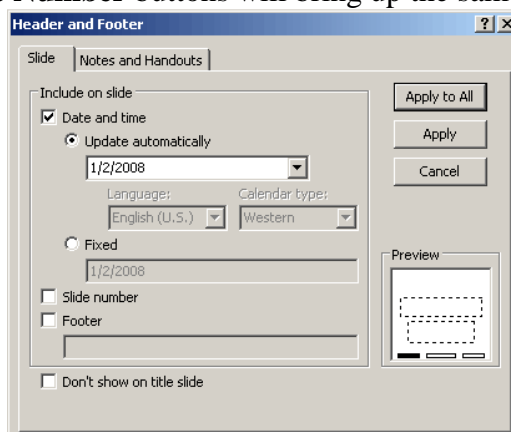 Number buttons will bring up the sam
Header and Footer
Slide Notes and Handouts
Include on slide
Date and time
Update automatically
1/2/2008
Language: Calendar type:
English (U.S.) Western
Fixed
1/2/2008
Slide number
Footer
Don't show on title slide
Apply to All
Apply
Cancel
Preview